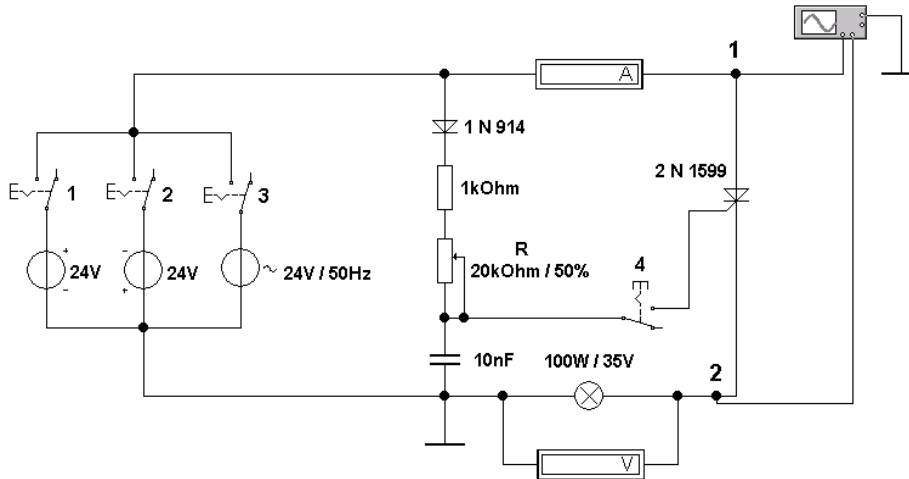 1
A
1 N 914
2 N 1599
E
1
E
2
E
3
1kOhm
R
4
+
24V
-
-
24V
+
~ 24V / 50Hz
20kOhm / 50%
10nF
100W / 35V
2
V